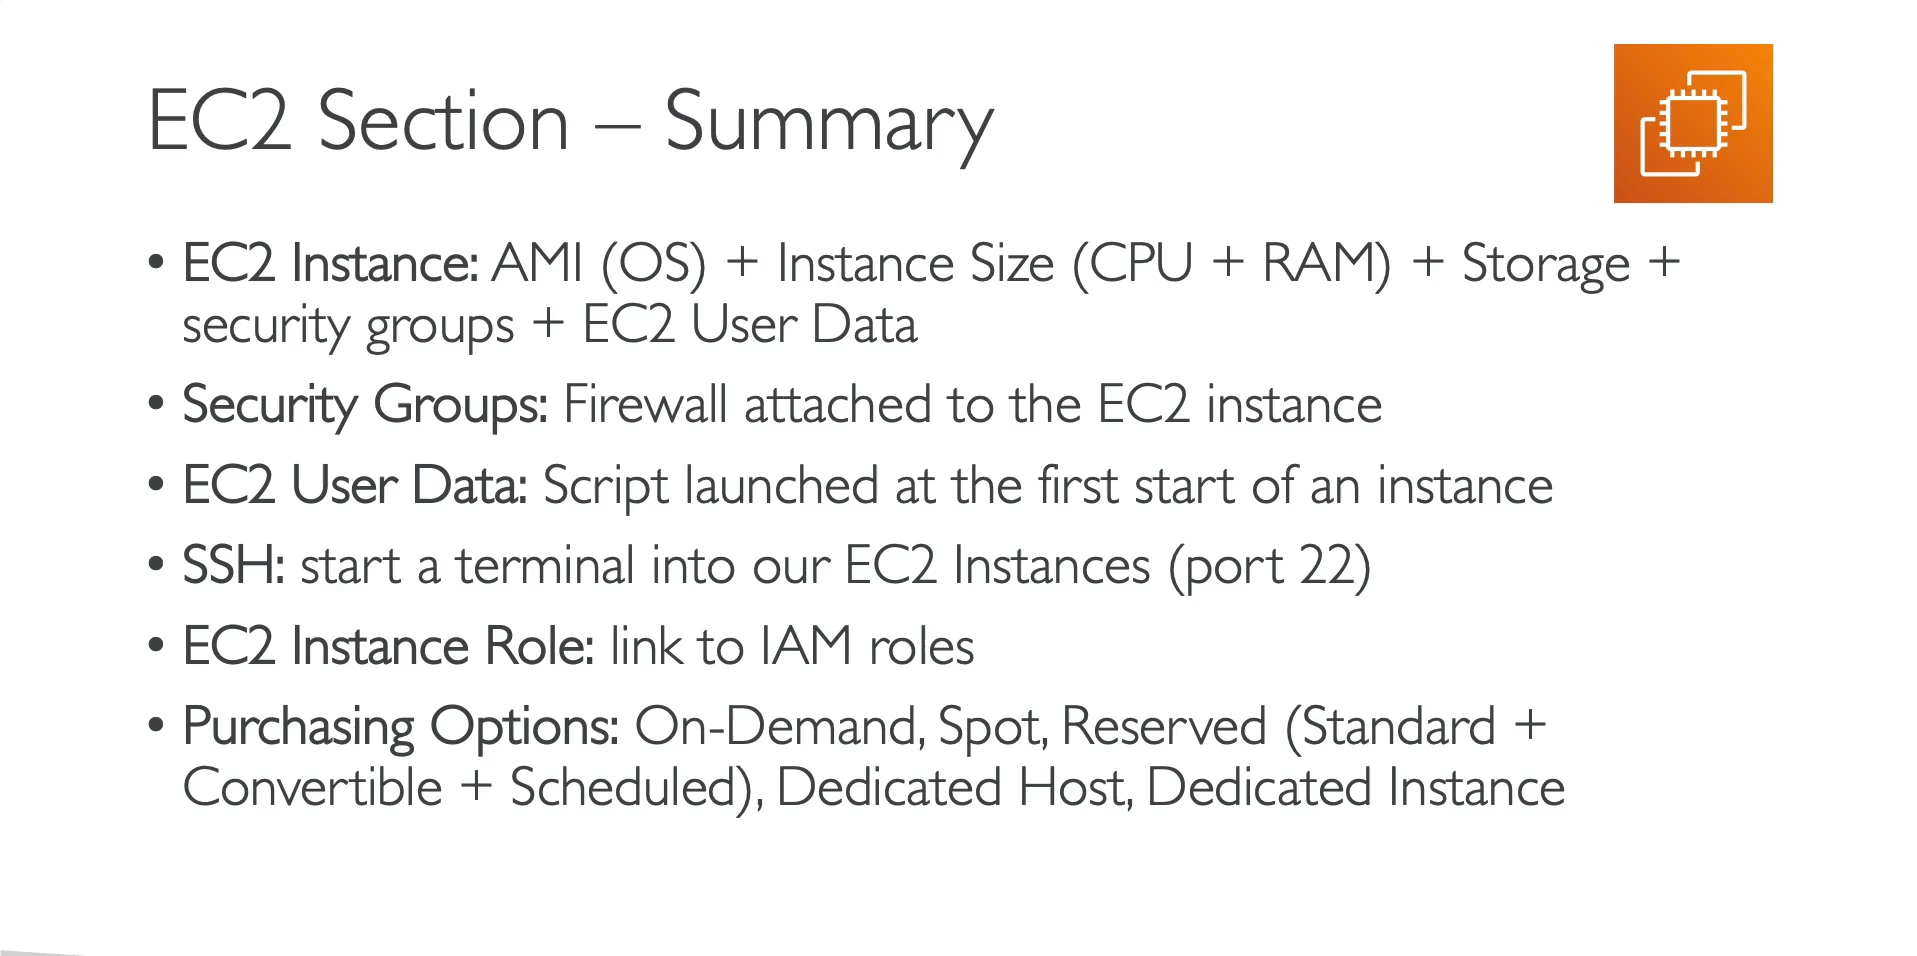 EC2 Section – Summary
• EC2 Instance: AMI (OS) + Instance Size (CPU + RAM) + Storage +
security groups + EC2 User Data
• Security Groups: Firewall attached to the EC2 instance
• EC2 User Data: Script launched at the first start of an instance
• SSH: start a terminal into our EC2 Instances (port 22)
• EC2 Instance Role: link to IAM roles
• Purchasing Options: On-Demand, Spot, Reserved (Standard +
Convertible + Scheduled), Dedicated Host, Dedicated Instance